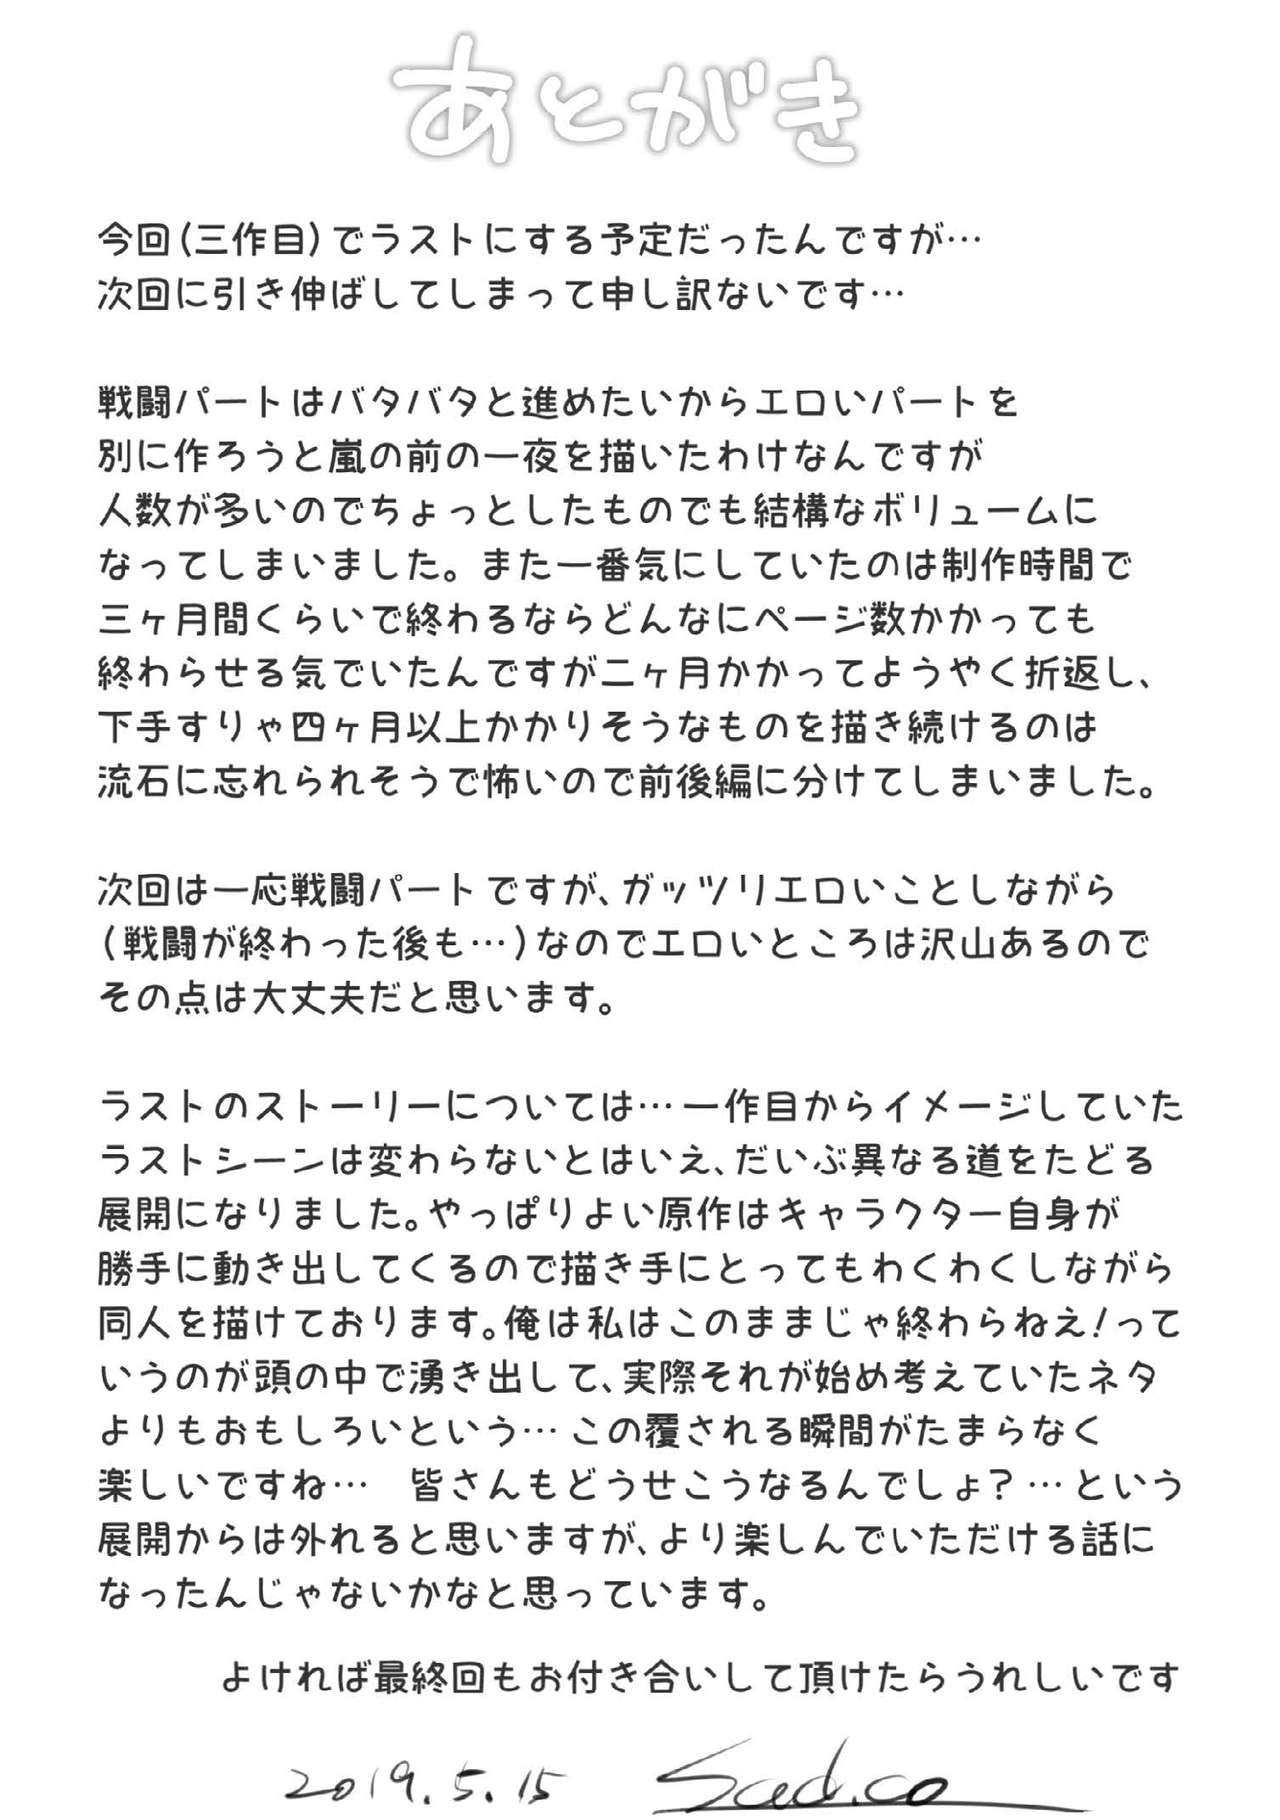 あとがき
今回(三作目)でラストにする予定だったんですが…
次回に引き伸ばしてしまって申し訳ないです…
戦闘パートはバタバタと進めたいからエロいパートを
別に作ろうと嵐の前の一夜を描いたわけなんですが
人数が多いのでちょっとしたものでも結構なボリュームに
なってしまいました。また一番気にしていたのは制作時間で
三ヶ月間くらいで終わるならどんなにページ数かかっても
終わらせる気でいたんですが二ヶ月かかってようやく折返し、
下手すりゃ四ヶ月以上かかりそうなものを描き続けるのは
流石に忘れられそうで怖いので前後編に分けてしまいました。
次回は一応戦闘パートですが、ガッツリエロいことしながら
(戦闘が終わった後も…)なのでエロいところは沢山あるので
その点は大丈夫だと思います。
ラストのストーリーについては…一作目からイメージしていた
ラストシーンは変わらないとはいえ、だいぶ異なる道をたどる
展開になりました。やっぱりよい原作はキャラクター自身が
勝手に動き出してくるので描き手にとってもわくわくしながら
同人を描けております。俺は私はこのままじゃ終わらねえ!って
いうのが頭の中で湧き出して、実際それが始め考えていたネタ
よりもおもしろいという…この覆される瞬間がたまらなく
楽しいですね…　皆さんもどうせこうなるんでしょ?…という
展開からは外れると思いますが、より楽しんでいただける話に
なったんじゃないかなと思っています。
よければ最終回もお付き合いして頂けたらうれしいです
2019.5.15 Sad.co